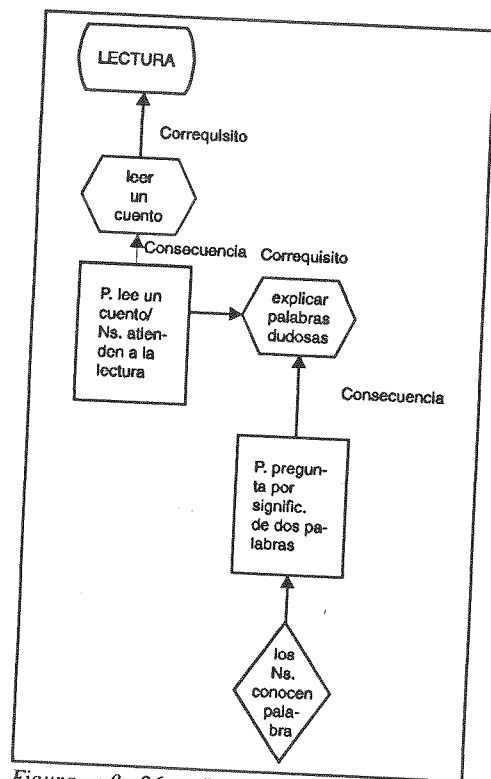 LECTURA
Correquisito
leer
un
cuento
Consecuencia
Correquisito
P. lee un
cuento/
Ns. atien-
den a la
lectura
explicar
palabras
dudosas
Consecuencia
P. pregun-
ta por
signific.
de dos pa-
labras
los
Ns.
conocen
pala-
bra
Figura